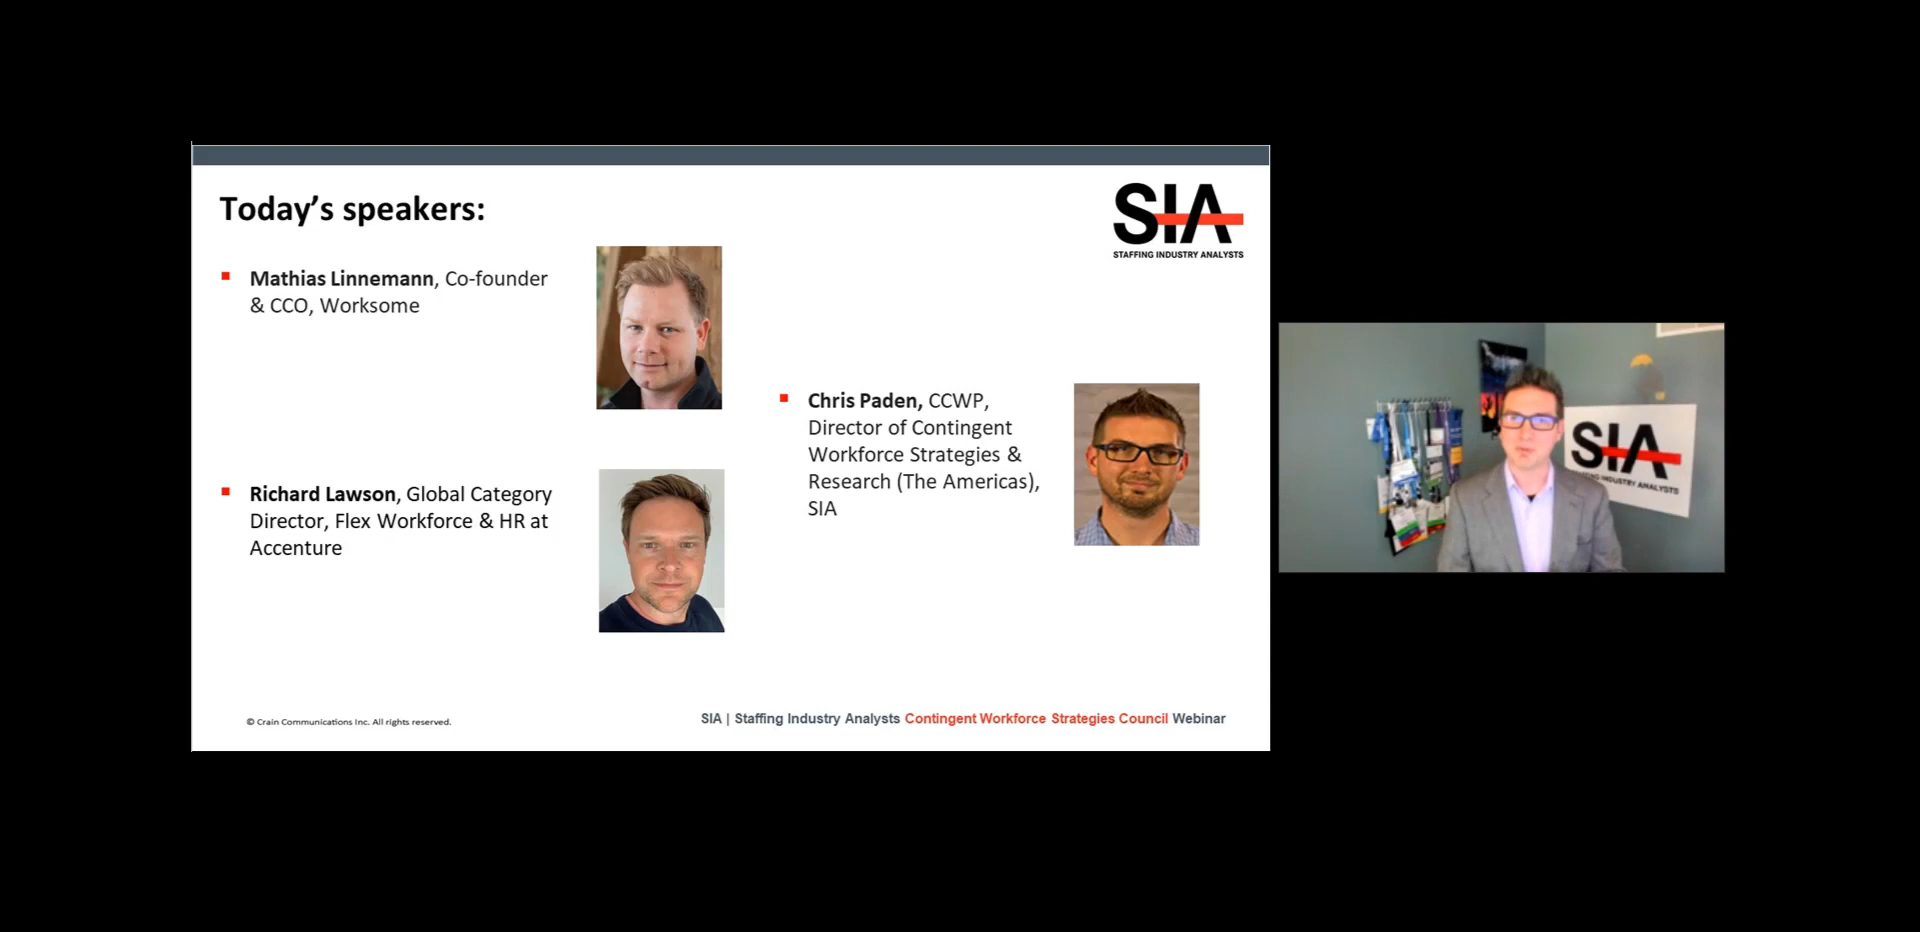 Today's speakers:
SIA
STAFFING INDUSTRY ANALYSTS
Mathias Linnemann, Co-founder
& CCO, Worksome
Richard Lawson, Global Category
Director, Flex Workforce & HR at
Accenture
Chris Paden, CCWP,
Director of Contingent
Workforce Strategies &
Research (The Americas),
SIA
© Crain Communications Inc. All rights reserved.
SIA | Staffing Industry Analysts Contingent Workforce Strategies Council Webinar
SIA
INDUSTRY ANALYSTS